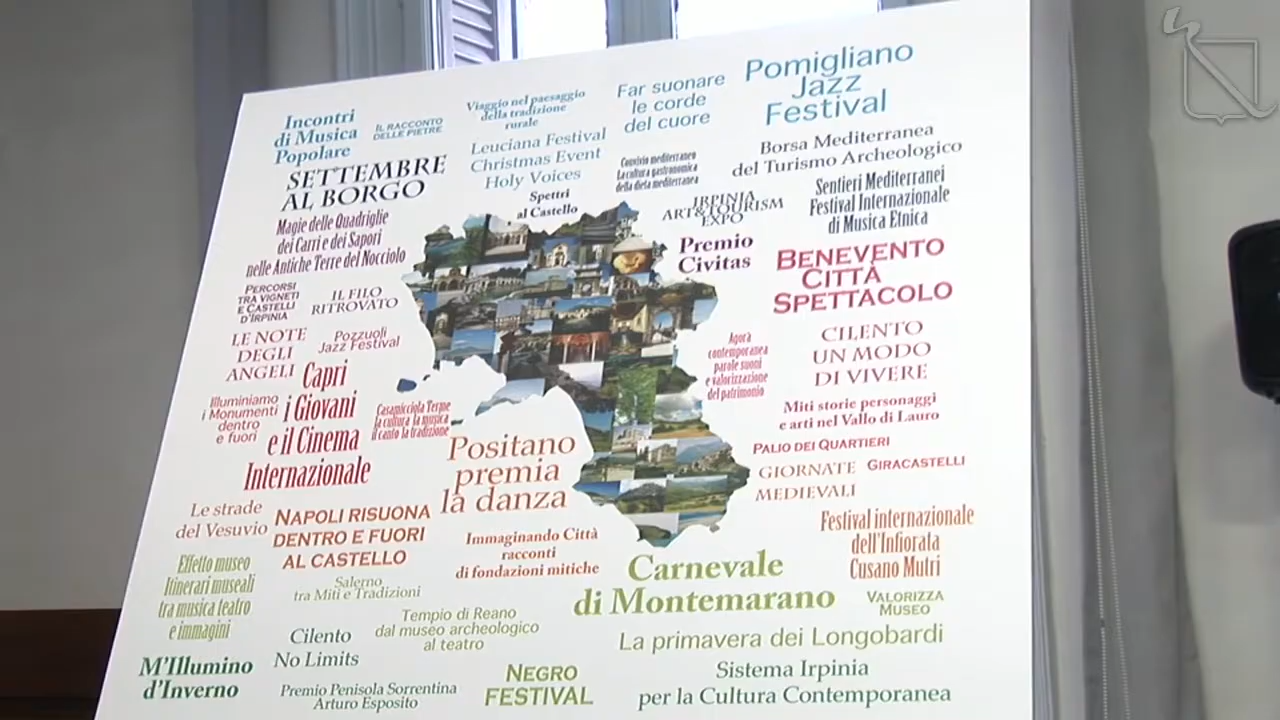 Incontri
di Musica
Popolare
IL RACCONTO
DELLE PIETRE
Viaggio nel paesaggio
della tradizione
rurale
Far suonare
le corde
del cuore
Pomigliano
Jazz
Festival
SETTEMBRE
AL BORGO
Leuciana Festival
Christmas Event
Holy Voices
Convivio mediterraneo
La cultura gastronomica
della dieta mediterranea
Borsa Mediterranea
del Turismo Archeologico
Spettri
al Castello
IRPINIA
ART&TOURISM
EXPO
Sentieri Mediterranei
Festival Internazionale
di Musica Etnica
Magie delle Quadriglie
dei Carri e dei Sapori
nelle Antiche Terre del Nocciolo
Premio
Civitas
BENEVENTO
CITTÀ
SPETTACOLO
PERCORSI
TRA VIGNETI
E CASTELLI
D'IRPINIA
IL FILO
RITROVATO
LE NOTE
DEGLI
ANGELI
Pozzuoli
Jazz Festival
Agorà
contemporanea
parole suoni
e valorizzazione
del patrimonio
CILENTO
UN MODO
DI VIVERE
Capri
i Giovani
e il Cinema
Internazionale
Illuminiamo
i Monumenti
dentro
e fuori
Casamicciola Terme
la cultura la musica
il canto la tradizione
Miti storie personaggi
e arti nel Vallo di Lauro
Positano
premia
la danza
PALIO DEI QUARTIERI
GIORNATE
MEDIEVALI
GIRACASTELLI
Le strade
del Vesuvio
NAPOLI RISUONA
DENTRO E FUORI
AL CASTELLO
Immaginando Città
racconti
di fondazioni mitiche
Festival internazionale
dell'Infiorata
Cusano Mutri
Effetto museo
Itinerari museali
tra musica teatro
e immagini
Salerno
tra Miti e Tradizioni
Carnevale
di Montemarano
VALORIZZA
MUSEO
Tempio di Reano
dal museo archeologico
al teatro
Cilento
No Limits
La primavera dei Longobardi
M'Illumino
d'Inverno
Premio Penisola Sorrentina
Arturo Esposito
NEGRO
FESTIVAL
Sistema Irpinia
per la Cultura Contemporanea